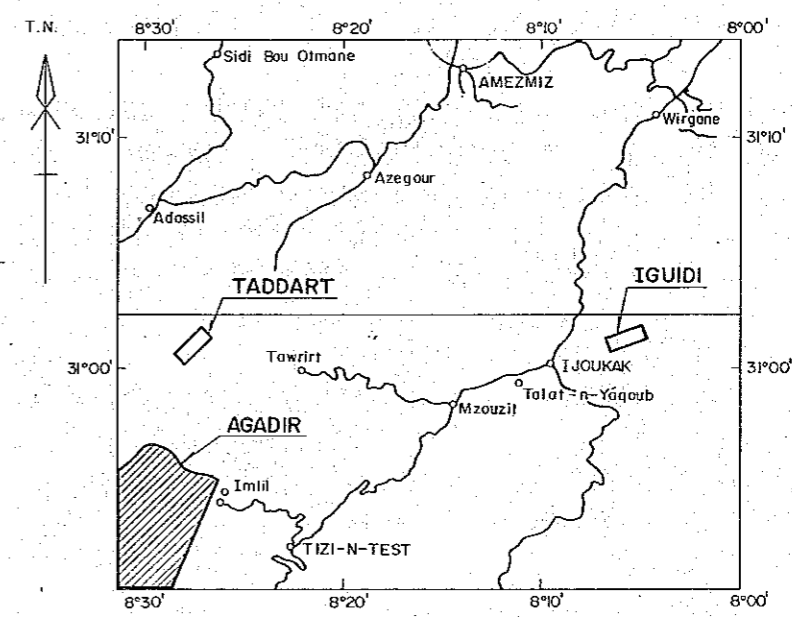 T.N.
8°30' 8°20' 8°10' 8°00'
Sidi Bou Otmane
AMEZMIZ
Wirgane
31°10' 31°10'
Azegour
Adassil
TADDART
IGUIDI
Tawrirt
31°00' 31°00'
IJOUKAK
Talat-n-Yaqoub
Mzouzit
AGADIR
Imlil
TIZI-N-TEST
8°30' 8°20' 8°10' 8°00'